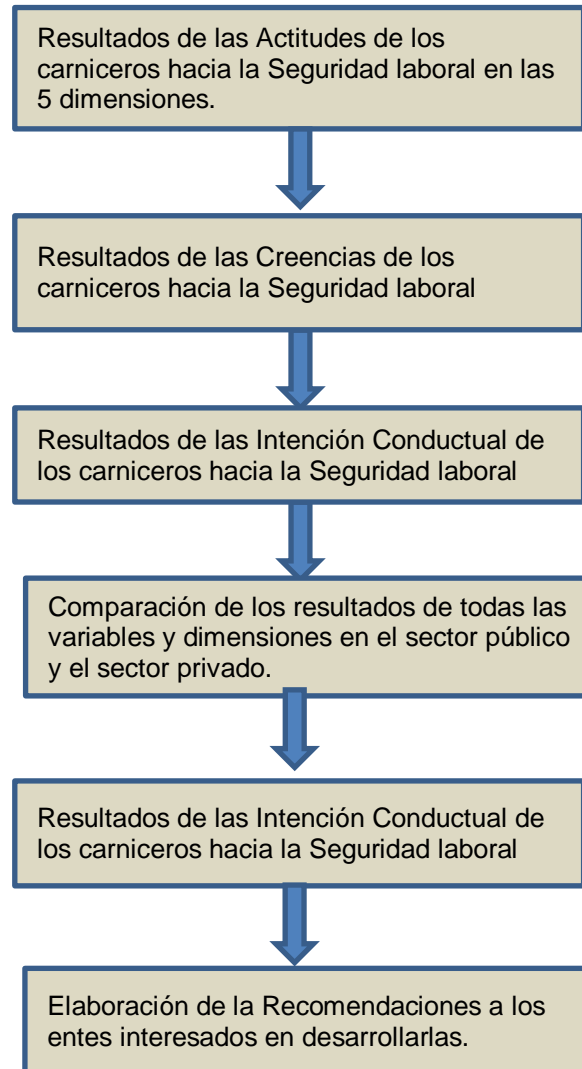 Resultados de las Actitudes de los
carniceros hacia la Seguridad laboral en las
5 dimensiones.
Resultados de las Creencias de los
carniceros hacia la Seguridad laboral
Resultados de las Intención Conductual de
los carniceros hacia la Seguridad laboral
Comparación de los resultados de todas las
variables y dimensiones en el sector público
y el sector privado.
Resultados de las Intención Conductual de
los carniceros hacia la Seguridad laboral
Elaboración de la Recomendaciones a los
entes interesados en desarrollarlas.